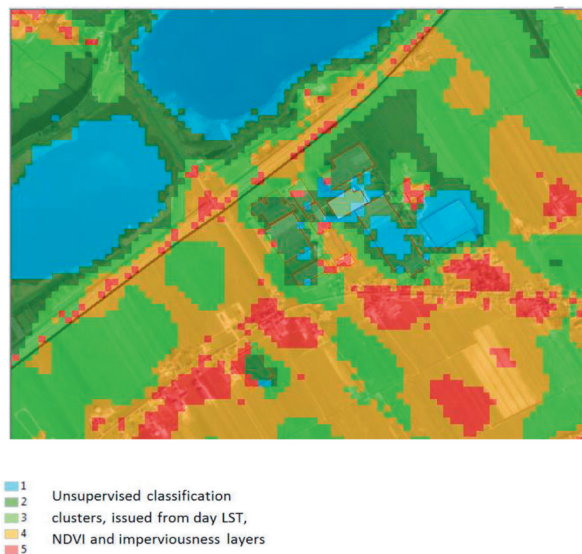 1
2
3
4
5
Unsupervised classification
clusters, issued from day LST,
NDVI and imperviousness layers